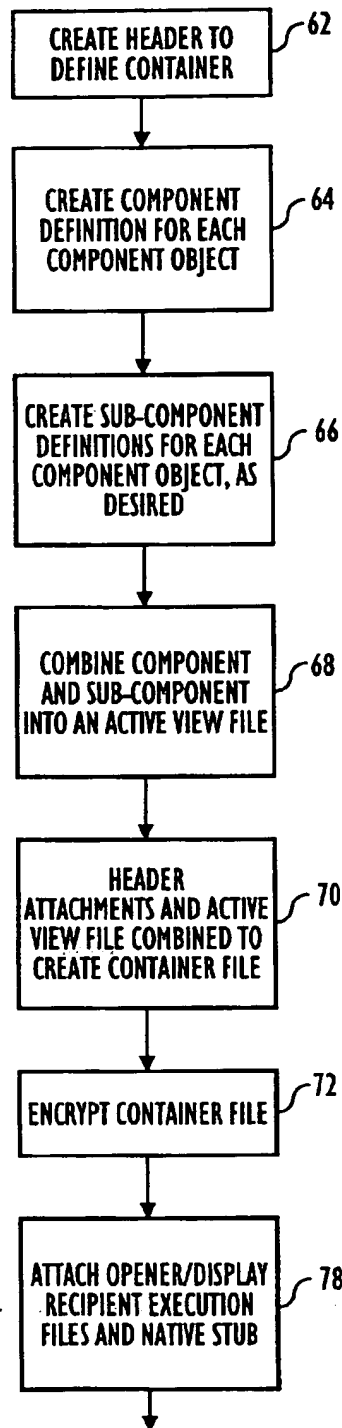 CREATE HEADER TO
DEFINE CONTAINER
62
CREATE COMPONENT
DEFINITION FOR EACH
COMPONENT OBJECT
64
CREATE SUB-COMPONENT
DEFINITIONS FOR EACH
COMPONENT OBJECT, AS
DESIRED
66
COMBINE COMPONENT
AND SUB-COMPONENT
INTO AN ACTIVE VIEW FILE
68
HEADER
ATTACHMENTS AND ACTIVE
VIEW FILE COMBINED TO
CREATE CONTAINER FILE
70
ENCRYPT CONTAINER FILE
72
ATTACH OPENER/DISPLAY
RECIPIENT EXECUTION
FILES AND NATIVE STUB
78